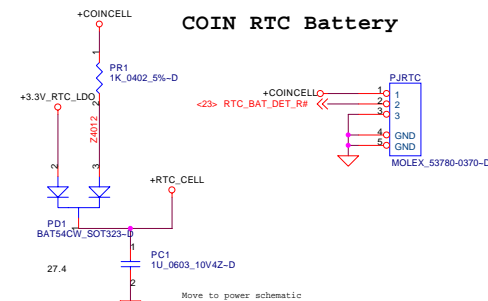 COIN RTC Battery
+COINCELL
1
PR1
1K_0402_5%~D
2
Z4012
+3.3V_RTC_LDO
2
3
+RTC_CELL
PD1
BAT54CW_SOT323~D
1
PC1
1U_0603_10V4Z~D
2
27.4
Move to power schematic
PJRTC
+COINCELL
1 1
<23> RTC_BAT_DET_R# 2 2
3 3
4 GND
5 GND
MOLEX_53780-0370~D